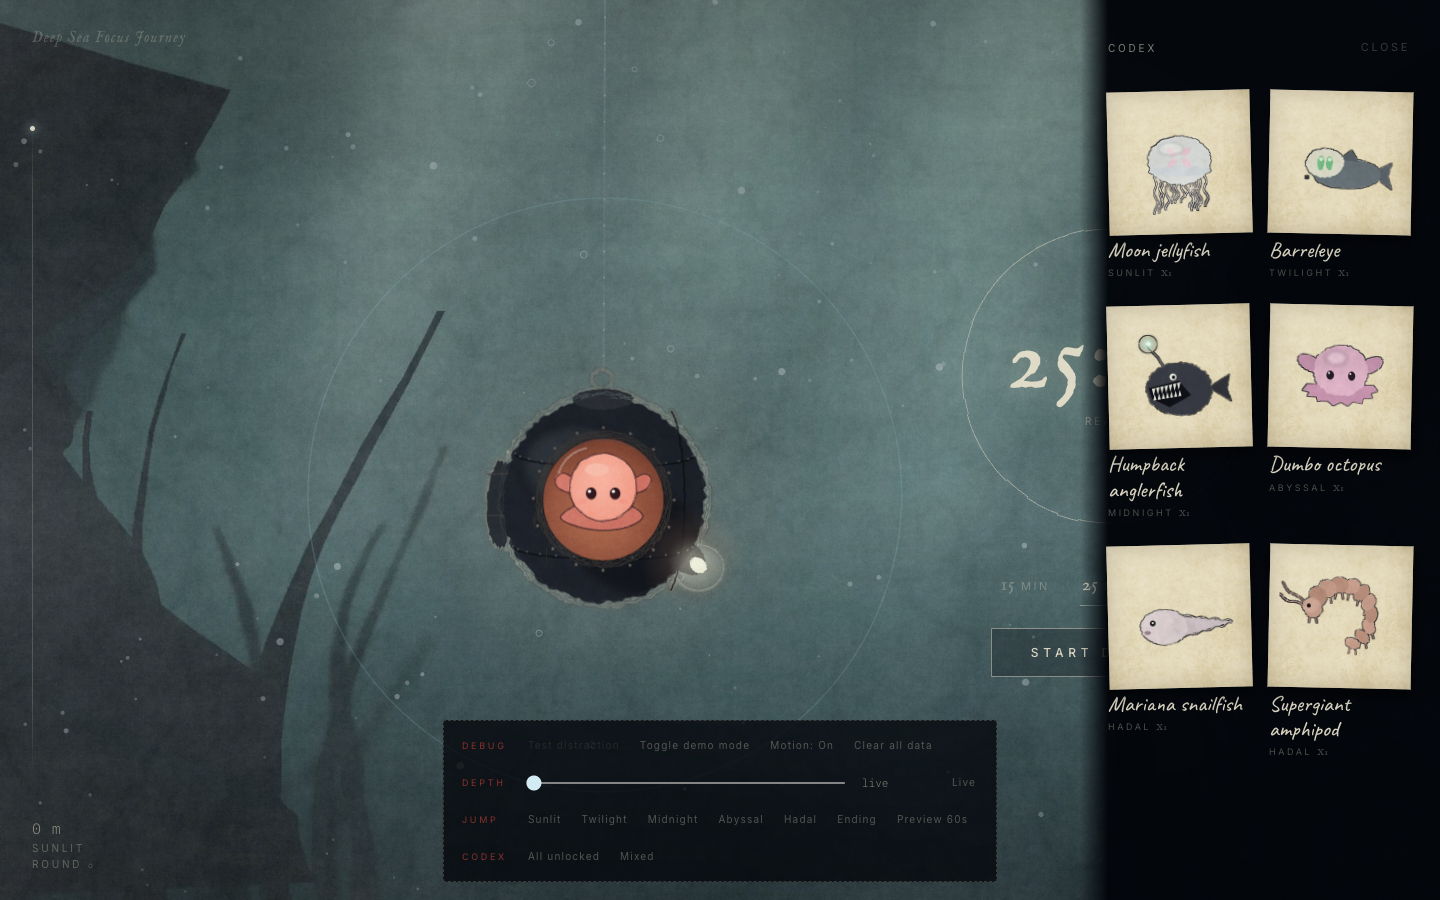 Deep Sea Focus Journey
CODEX
CLOSE
Moon jellyfish
SUNLIT X1
Barreleye
TWILIGHT X1
25:
RE
Humpback
anglerfish
MIDNIGHT X1
Dumbo octopus
ABYSSAL X1
15 MIN
25
START D
Mariana snailfish
HADAL X1
Supergiant
amphipod
HADAL X1
DEBUG Test distraction Toggle demo mode Motion: On Clear all data
DEPTH live Live
JUMP Sunlit Twilight Midnight Abyssal Hadal Ending Preview 60s
CODEX All unlocked Mixed
0 m
SUNLIT
ROUND 0